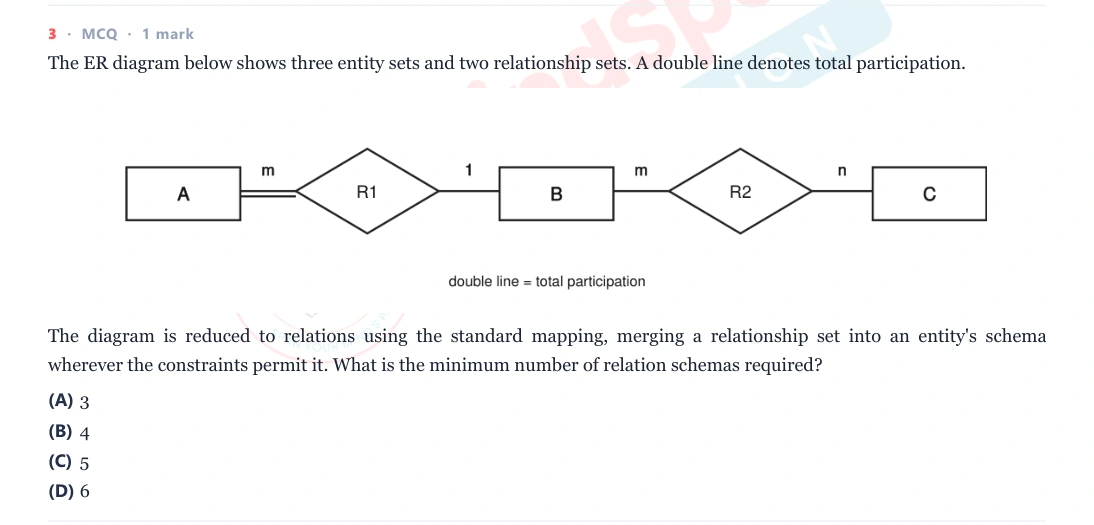 3 · MCQ · 1 mark
The ER diagram below shows three entity sets and two relationship sets. A double line denotes total participation.
A m R1 1 B m R2 n C
double line = total participation
The diagram is reduced to relations using the standard mapping, merging a relationship set into an entity's schema
wherever the constraints permit it. What is the minimum number of relation schemas required?
(A) 3
(B) 4
(C) 5
(D) 6